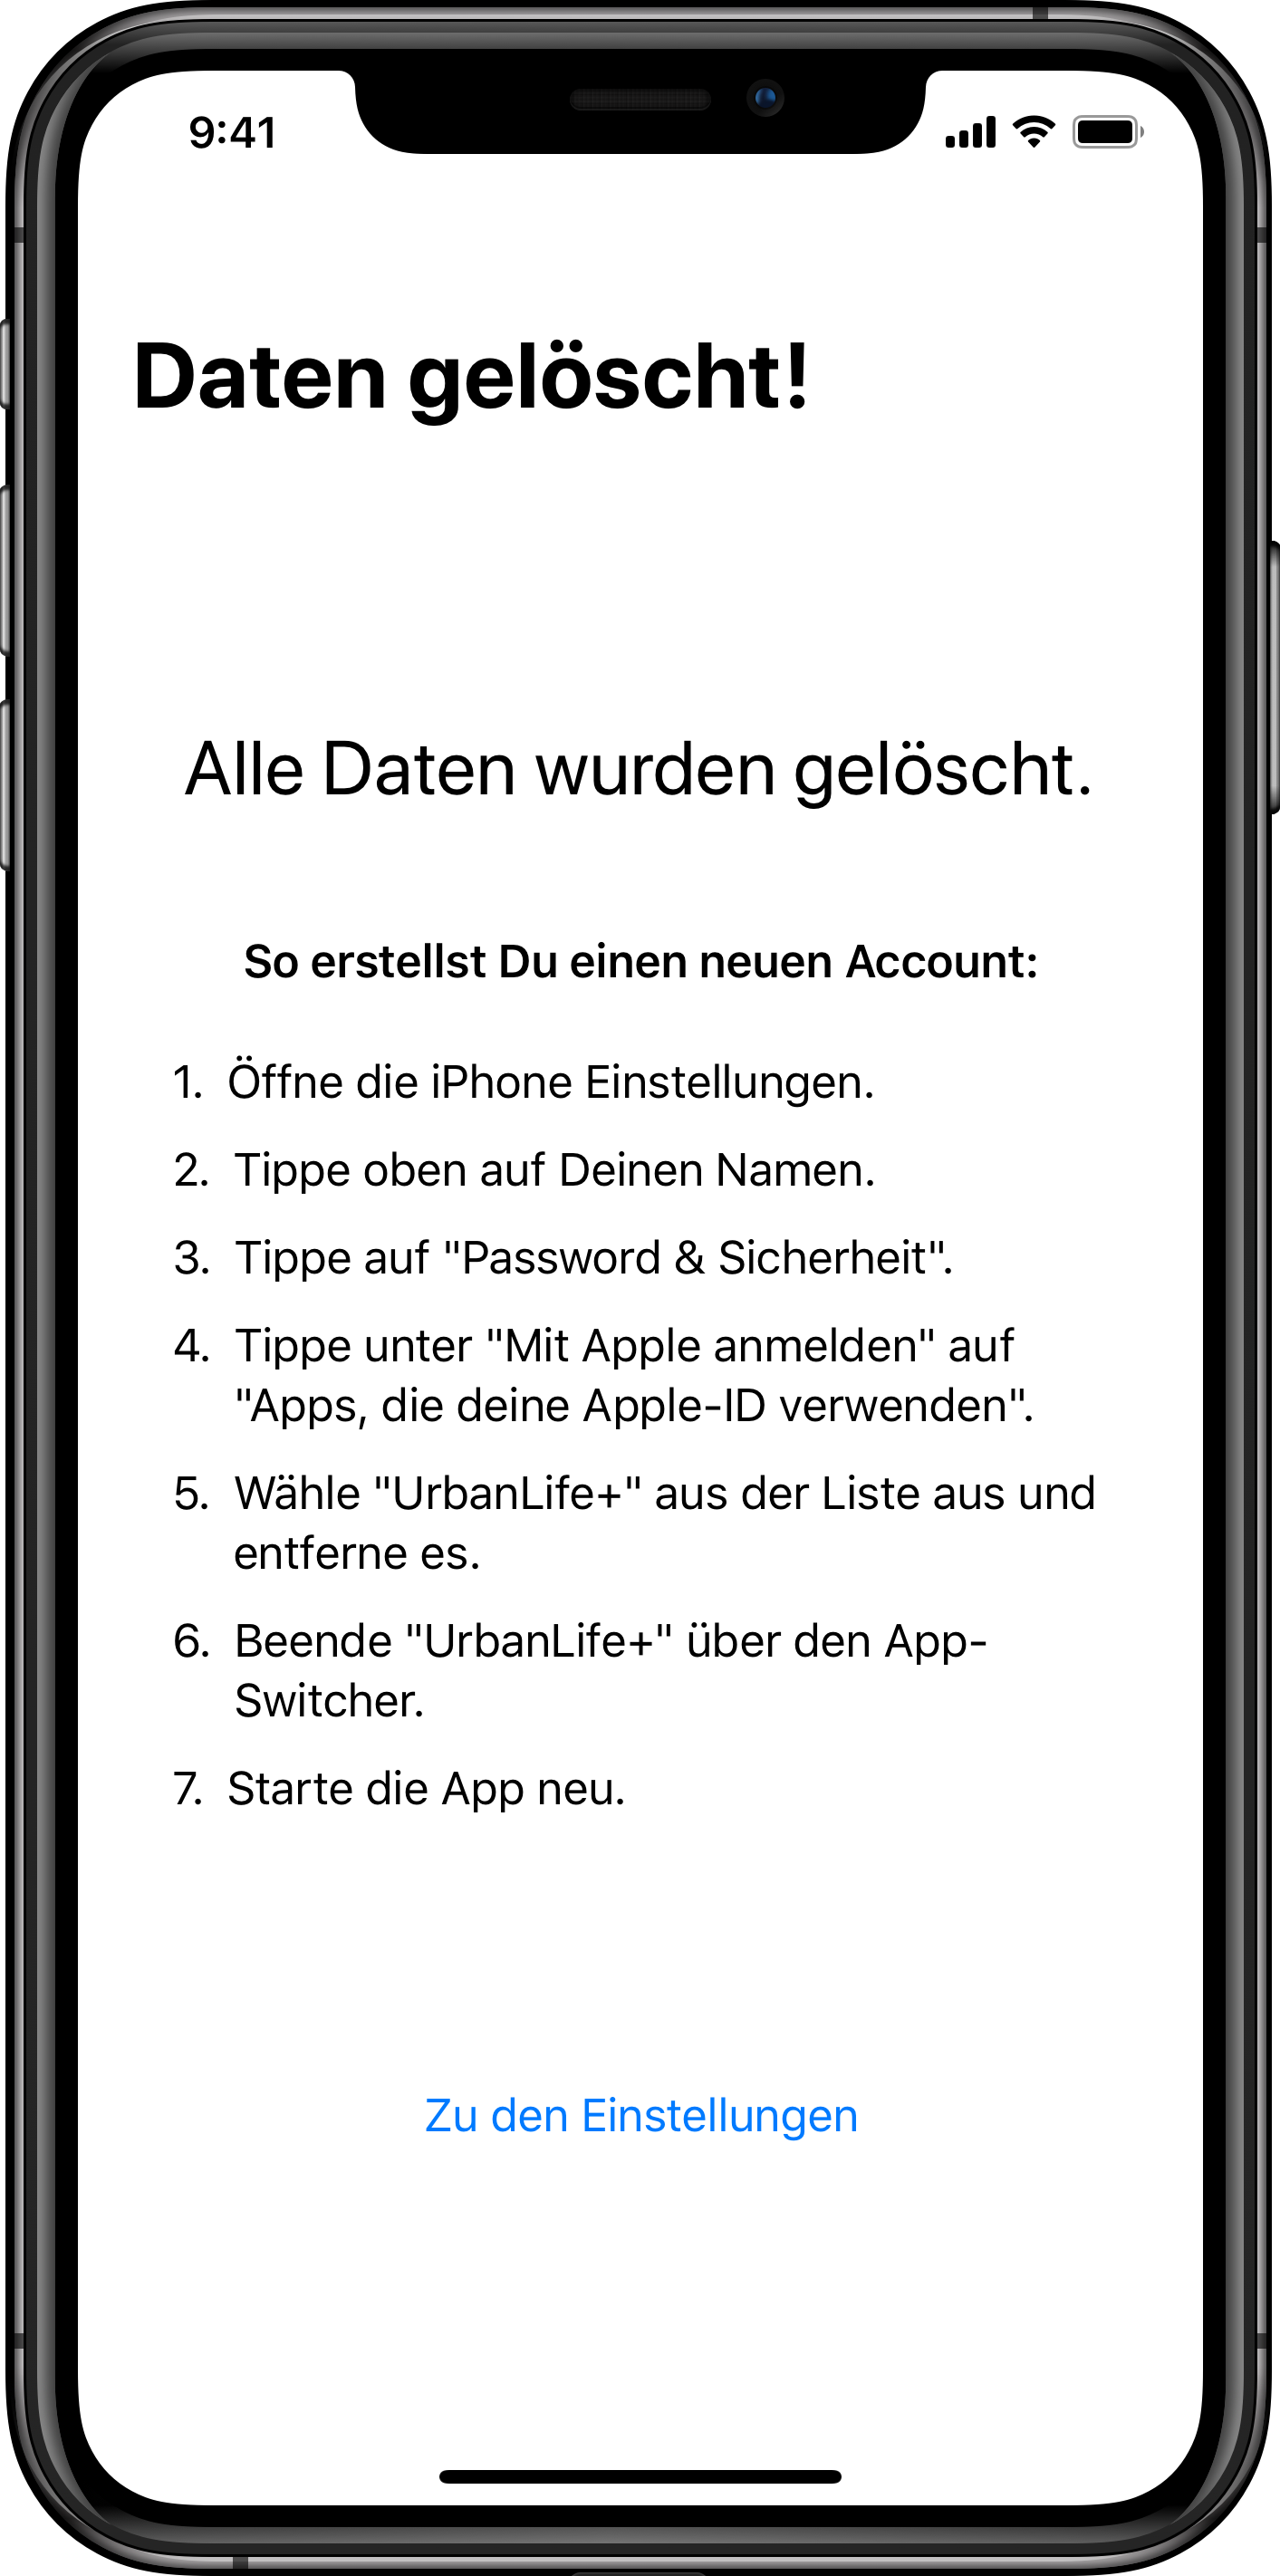 9:41
Daten gelöscht!
Alle Daten wurden gelöscht.
So erstellst Du einen neuen Account:
1. Öffne die iPhone Einstellungen.
2. Tippe oben auf Deinen Namen.
3. Tippe auf "Password & Sicherheit".
4. Tippe unter "Mit Apple anmelden" auf
"Apps, die deine Apple-ID verwenden".
5. Wähle "UrbanLife+" aus der Liste aus und
entferne es.
6. Beende "UrbanLife+" über den App-
Switcher.
7. Starte die App neu.
Zu den Einstellungen